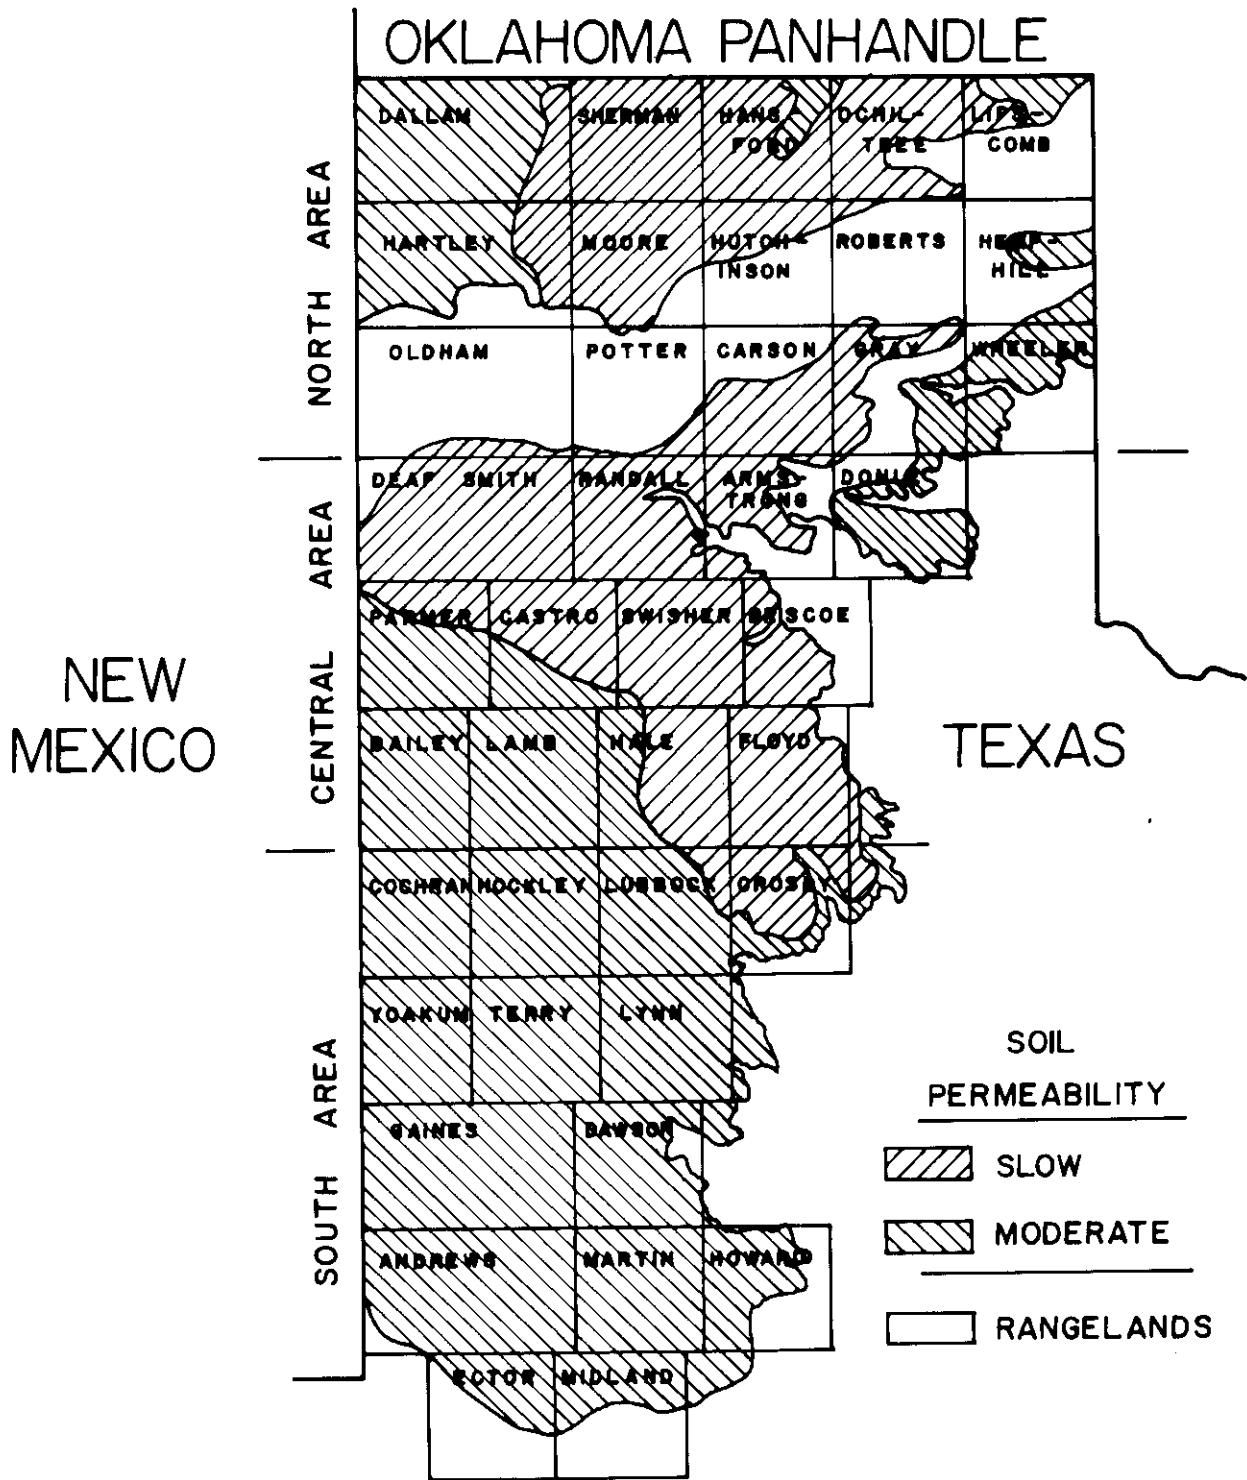 OKLAHOMA PANHANDLE
DALLAM
SHERMAN
HANS-
FORD
OCHIL-
TREE
LIPS-
COMB
HARTLEY
MOORE
HUTCH-
INSON
ROBERTS
HEMP-
HILL
OLDHAM
POTTER
CARSON
GRAY
WHEELER
NORTH AREA
DEAF SMITH
RANDALL
ARMS-
TRONG
PARMER
CASTRO
SWISHER
BRISCOE
NEW
MEXICO
CENTRAL AREA
BAILEY
LAMB
HALE
FLOYD
TEXAS
COCHRAN
HOCKLEY
LUBBOCK
CROSBY
YOAKUM
TERRY
LYNN
SOUTH AREA
GAINES
DAWSON
ANDREWS
MARTIN
HOWARD
ECTOR
MIDLAND
SOIL
PERMEABILITY
SLOW
MODERATE
RANGELANDS